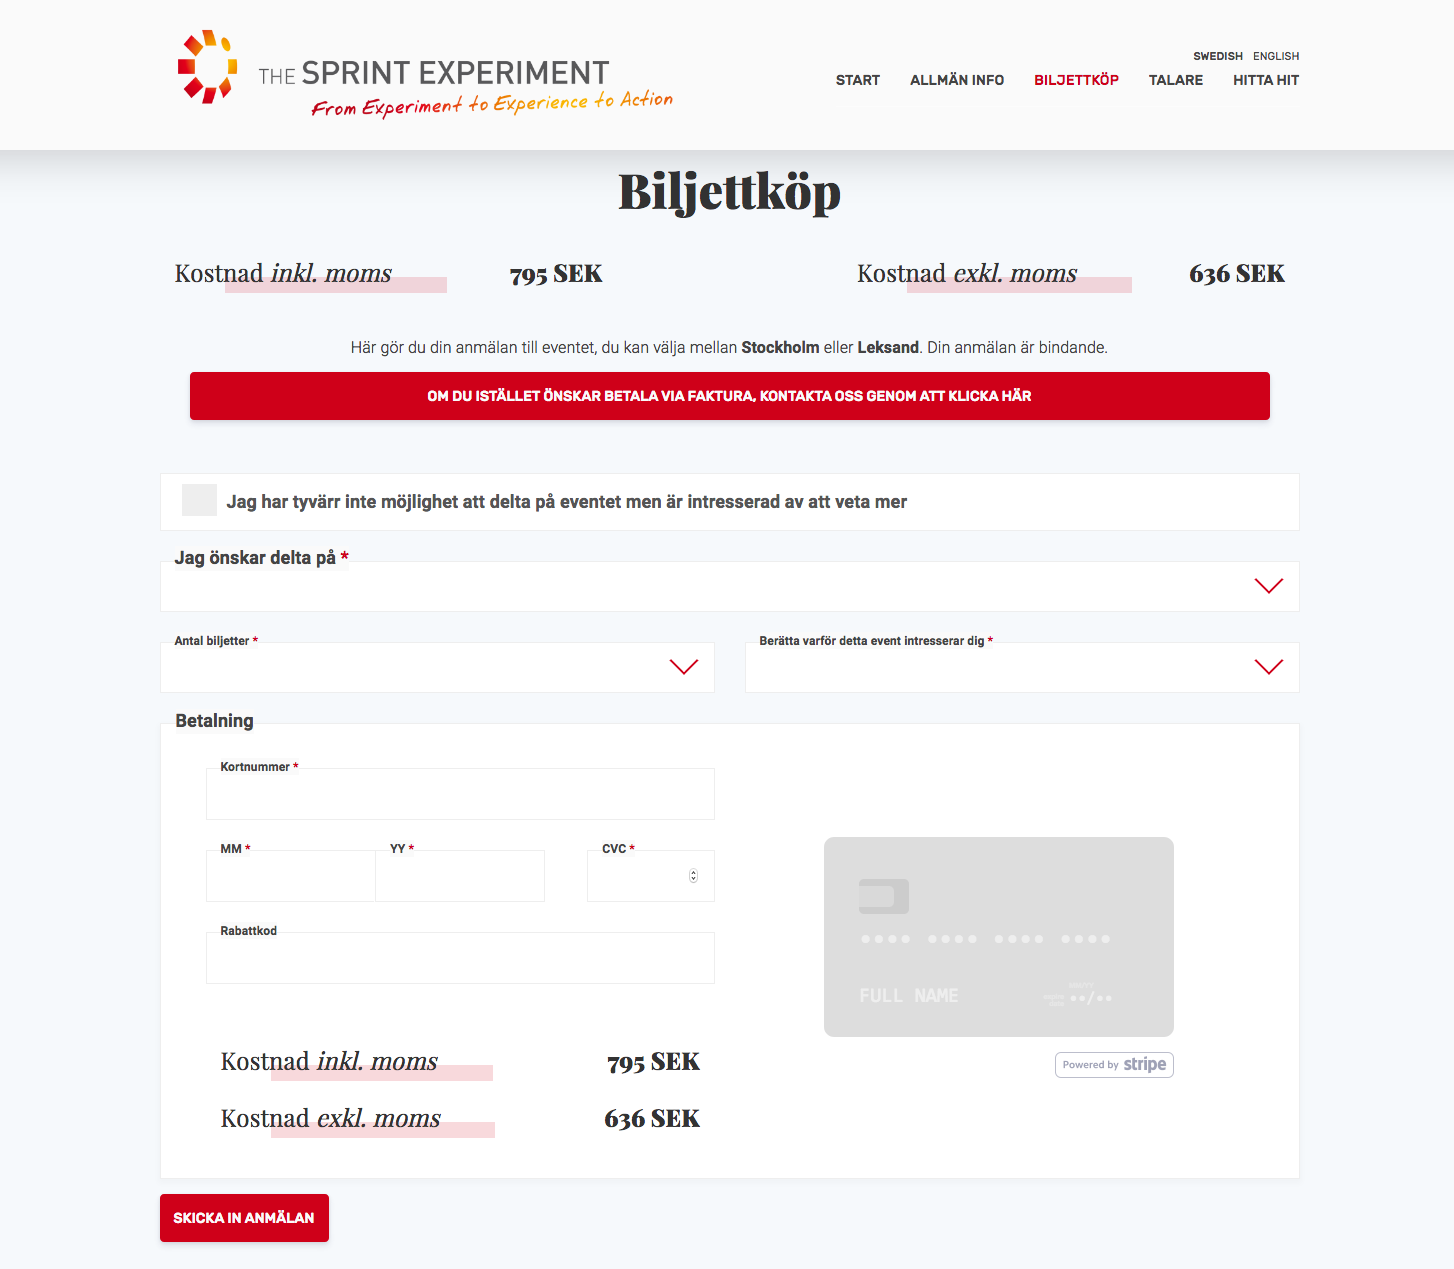 THE SPRINT EXPERIMENT
From Experiment to Experience to Action
SWEDISH ENGLISH
START ALLMÄN INFO BILJETTKÖP TALARE HITTA HIT
Biljettköp
Kostnad inkl. moms 795 SEK Kostnad exkl. moms 636 SEK
Här gör du din anmälan till eventet, du kan välja mellan Stockholm eller Leksand. Din anmälan är bindande.
OM DU ISTÄLLET ÖNSKAR BETALA VIA FAKTURA, KONTAKTA OSS GENOM ATT KLICKA HÄR
Jag har tyvärr inte möjlighet att delta på eventet men är intresserad av att veta mer
Jag önskar delta på *
Antal biljetter * Berätta varför detta event intresserar dig *
Betalning
Kortnummer *
MM * YY * CVC *
Rabattkod
FULL NAME ••/••
Kostnad inkl. moms 795 SEK
Powered by stripe
Kostnad exkl. moms 636 SEK
SKICKA IN ANMÄLAN